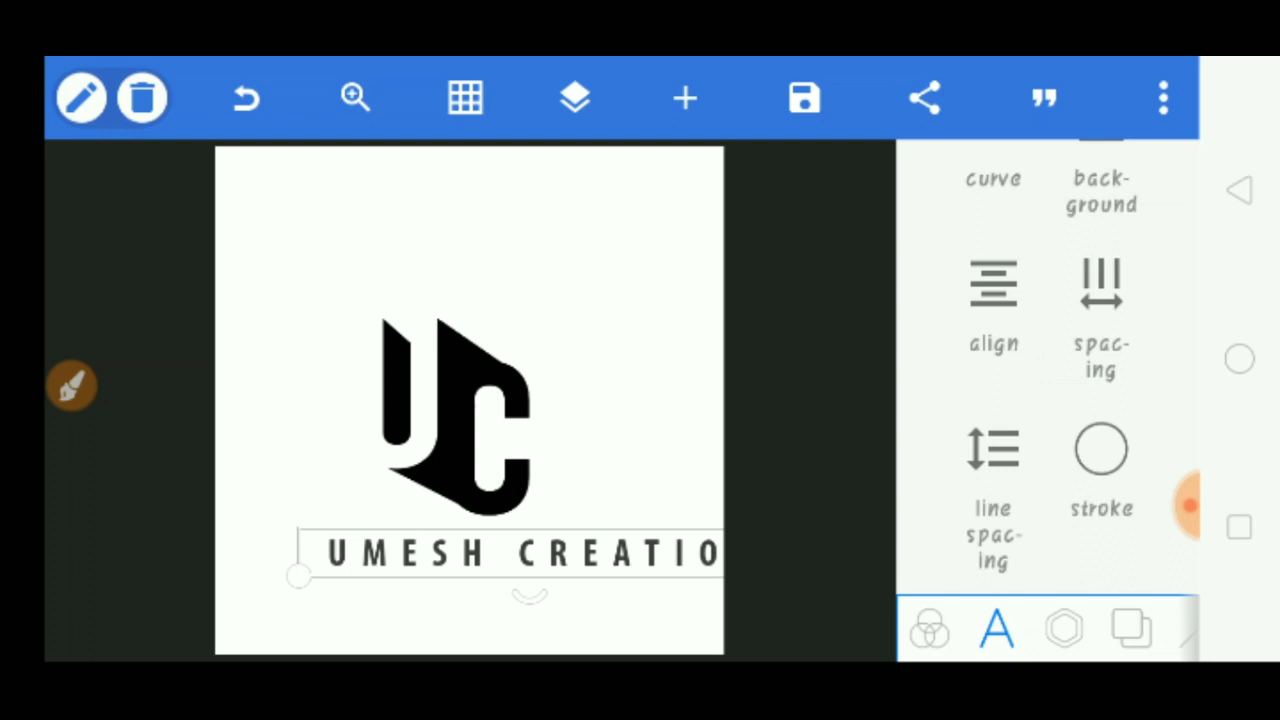 curve
back-
ground
align
spac-
ing
line
spac-
ing
stroke
UC
UMESH CREATIO